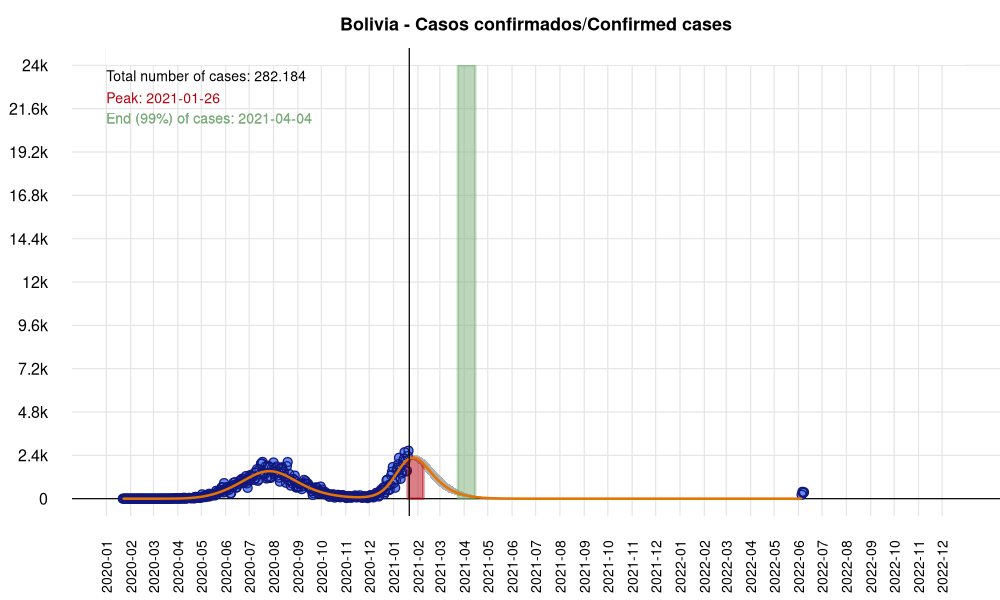 Bolivia - Casos confirmados/Confirmed cases
24k
Total number of cases: 282.184
Peak: 2021-01-26
21.6k
End (99%) of cases: 2021-04-04
19.2k
16.8k
14.4k
12k
9.6k
7.2k
4.8k
2.4k
0
2020-01
2020-02
2020-03
2020-04
2020-05
2020-06
2020-07
2020-08
2020-09
2020-10
2020-11
2020-12
2021-01
2021-02
2021-03
2021-04
2021-05
2021-06
2021-07
2021-08
2021-09
2021-10
2021-11
2021-12
2022-01
2022-02
2022-03
2022-04
2022-05
2022-06
2022-07
2022-08
2022-09
2022-10
2022-11
2022-12